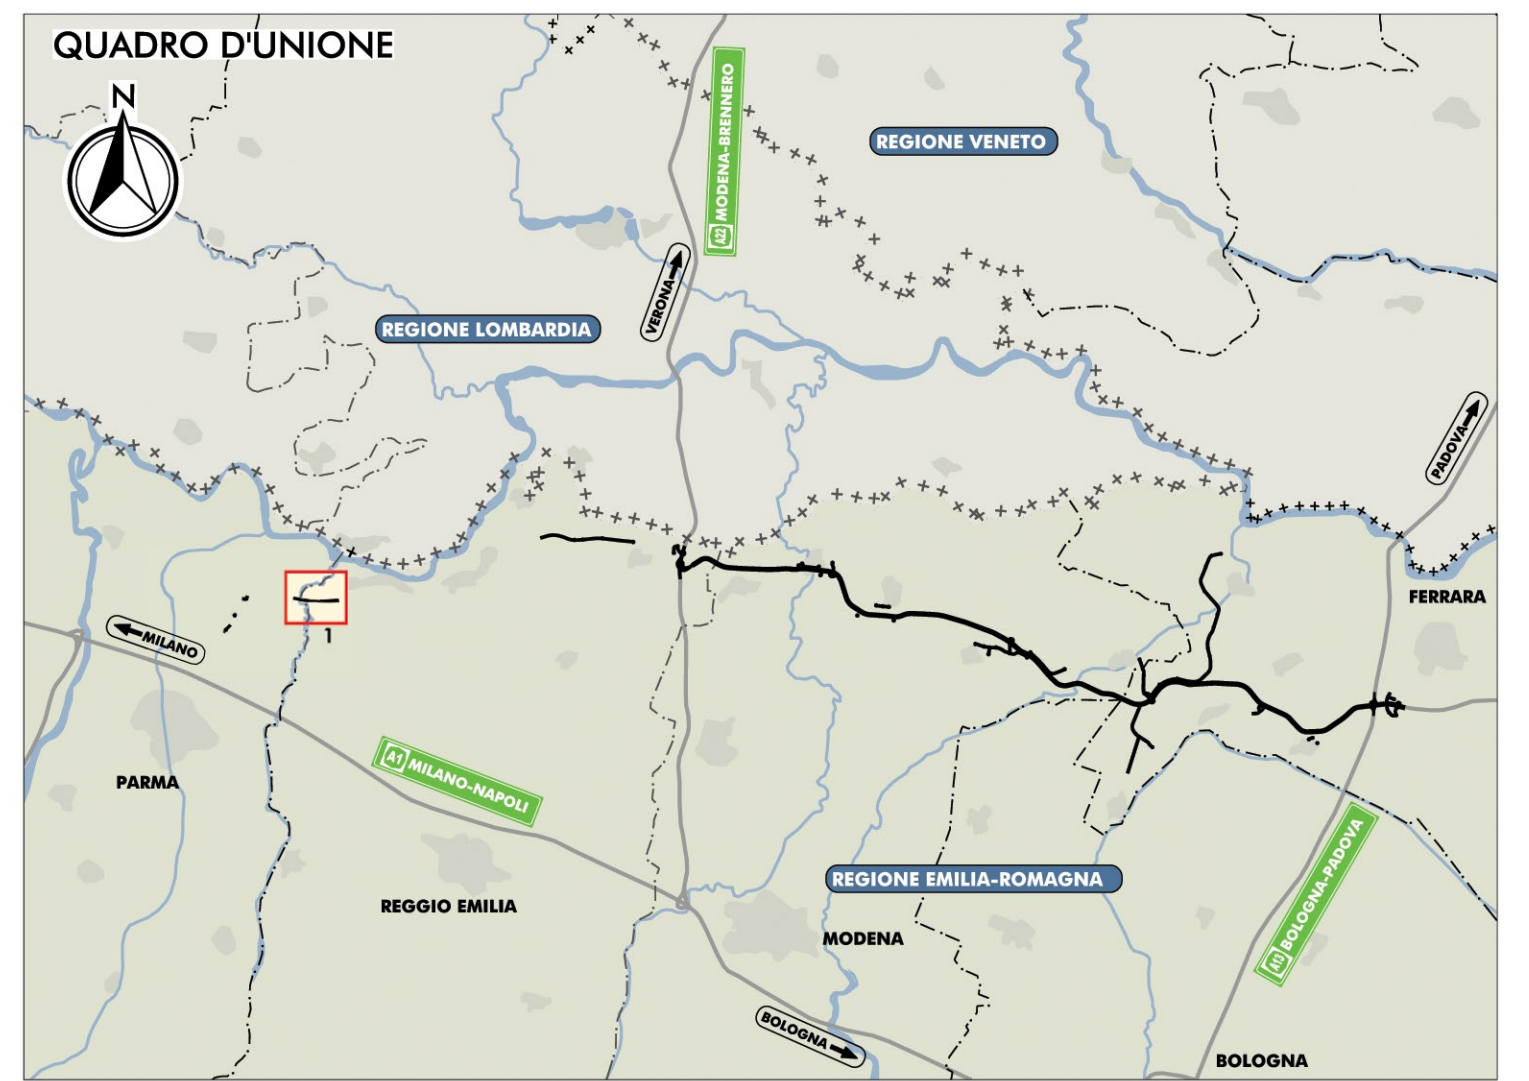 QUADRO D'UNIONE
N
A22 MODENA-BRENNERO
REGIONE VENETO
VERONA
REGIONE LOMBARDIA
PADOVA
FERRARA
MILANO
1
PARMA
A1 MILANO-NAPOLI
REGIONE EMILIA-ROMAGNA
A13 BOLOGNA-PADOVA
REGGIO EMILIA
MODENA
BOLOGNA
BOLOGNA